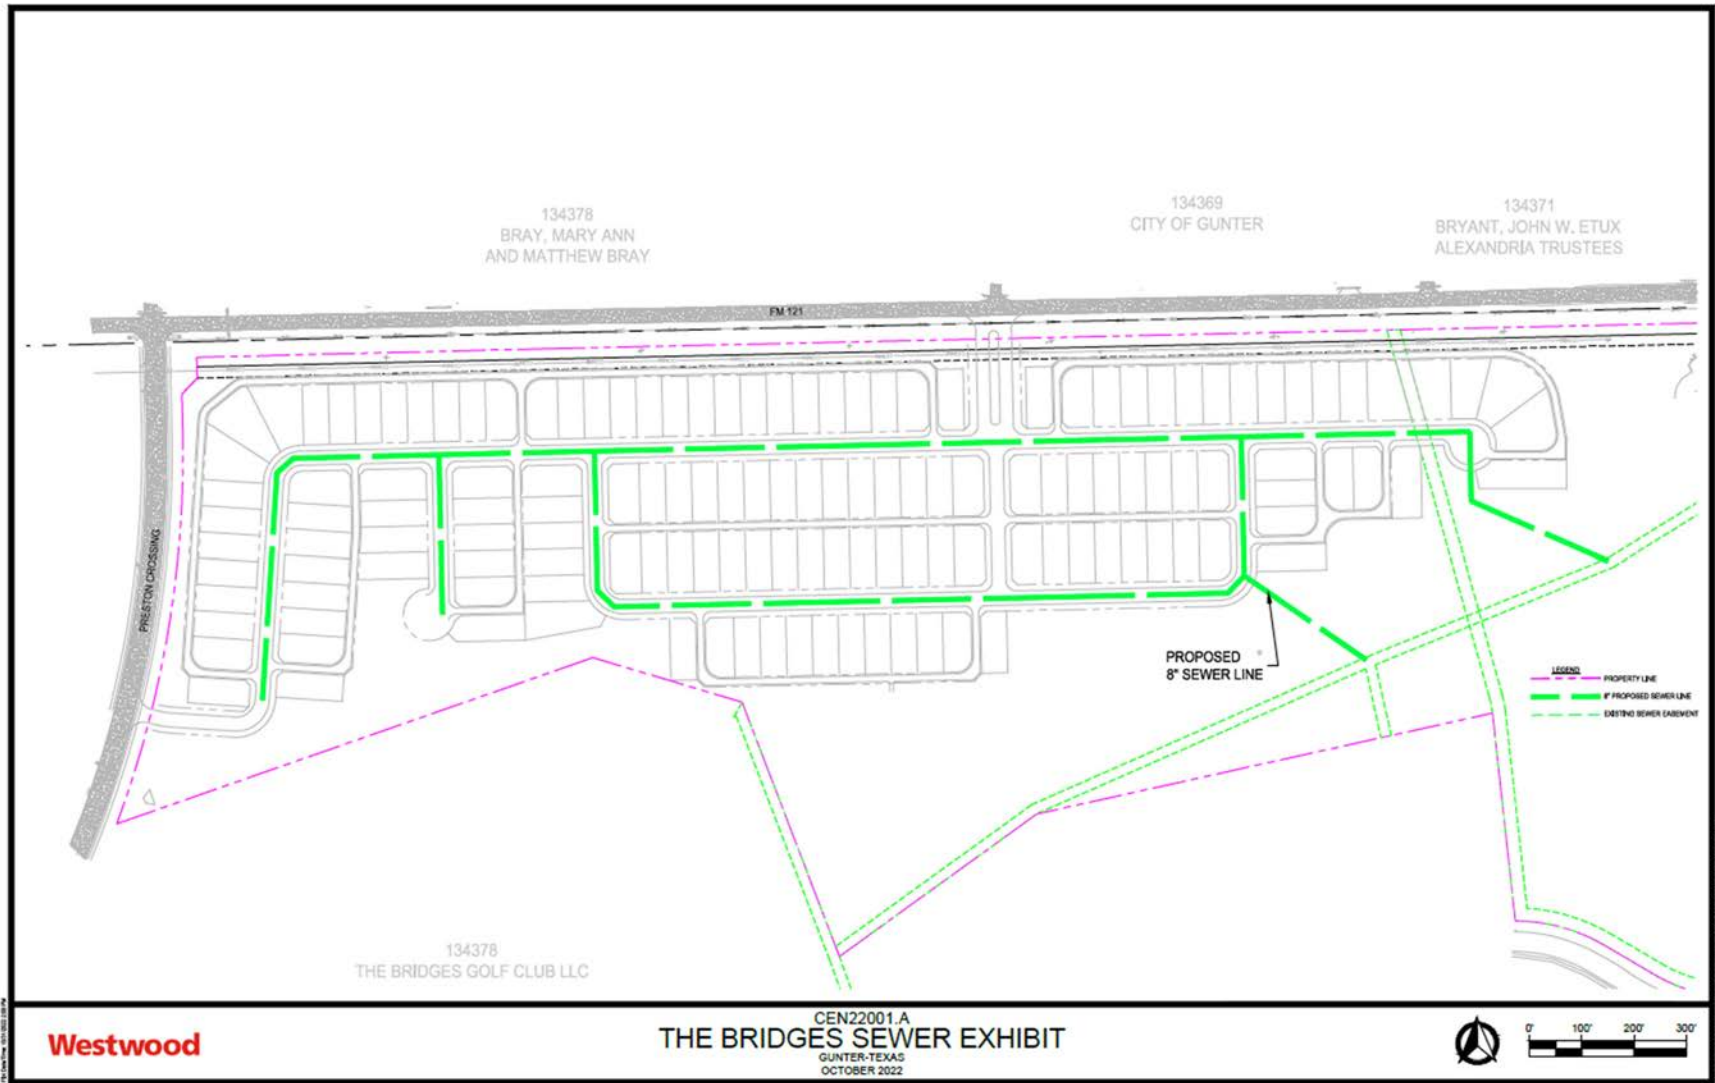 134378
BRAY, MARY ANN
AND MATTHEW BRAY
134369
CITY OF GUNTER
134371
BRYANT, JOHN W. ETUX
ALEXANDRIA TRUSTEES
FM 121
PRESTON CROSSING
PROPOSED
8" SEWER LINE
LEGEND
PROPERTY LINE
8" PROPOSED SEWER LINE
EXISTING SEWER EASEMENT
134378
THE BRIDGES GOLF CLUB LLC
Westwood
CEN22001.A
THE BRIDGES SEWER EXHIBIT
GUNTER-TEXAS
OCTOBER 2022
0' 100' 200' 300'